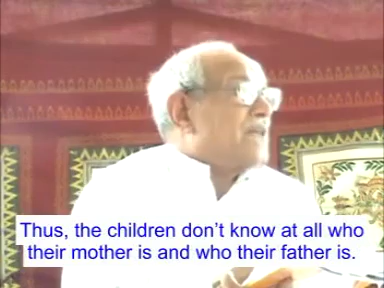 Thus, the children don't know at all who
their mother is and who their father is.